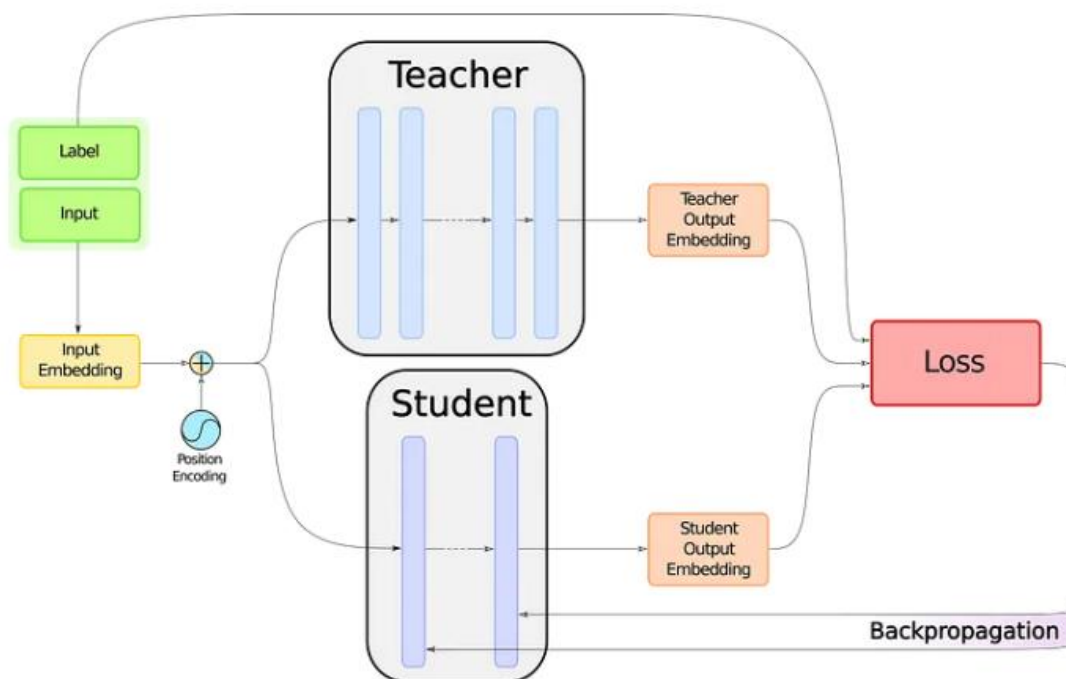 Teacher
Label
Input
Teacher
Output
Embedding
Input
Embedding
Loss
Student
Position
Encoding
Student
Output
Embedding
Backpropagation